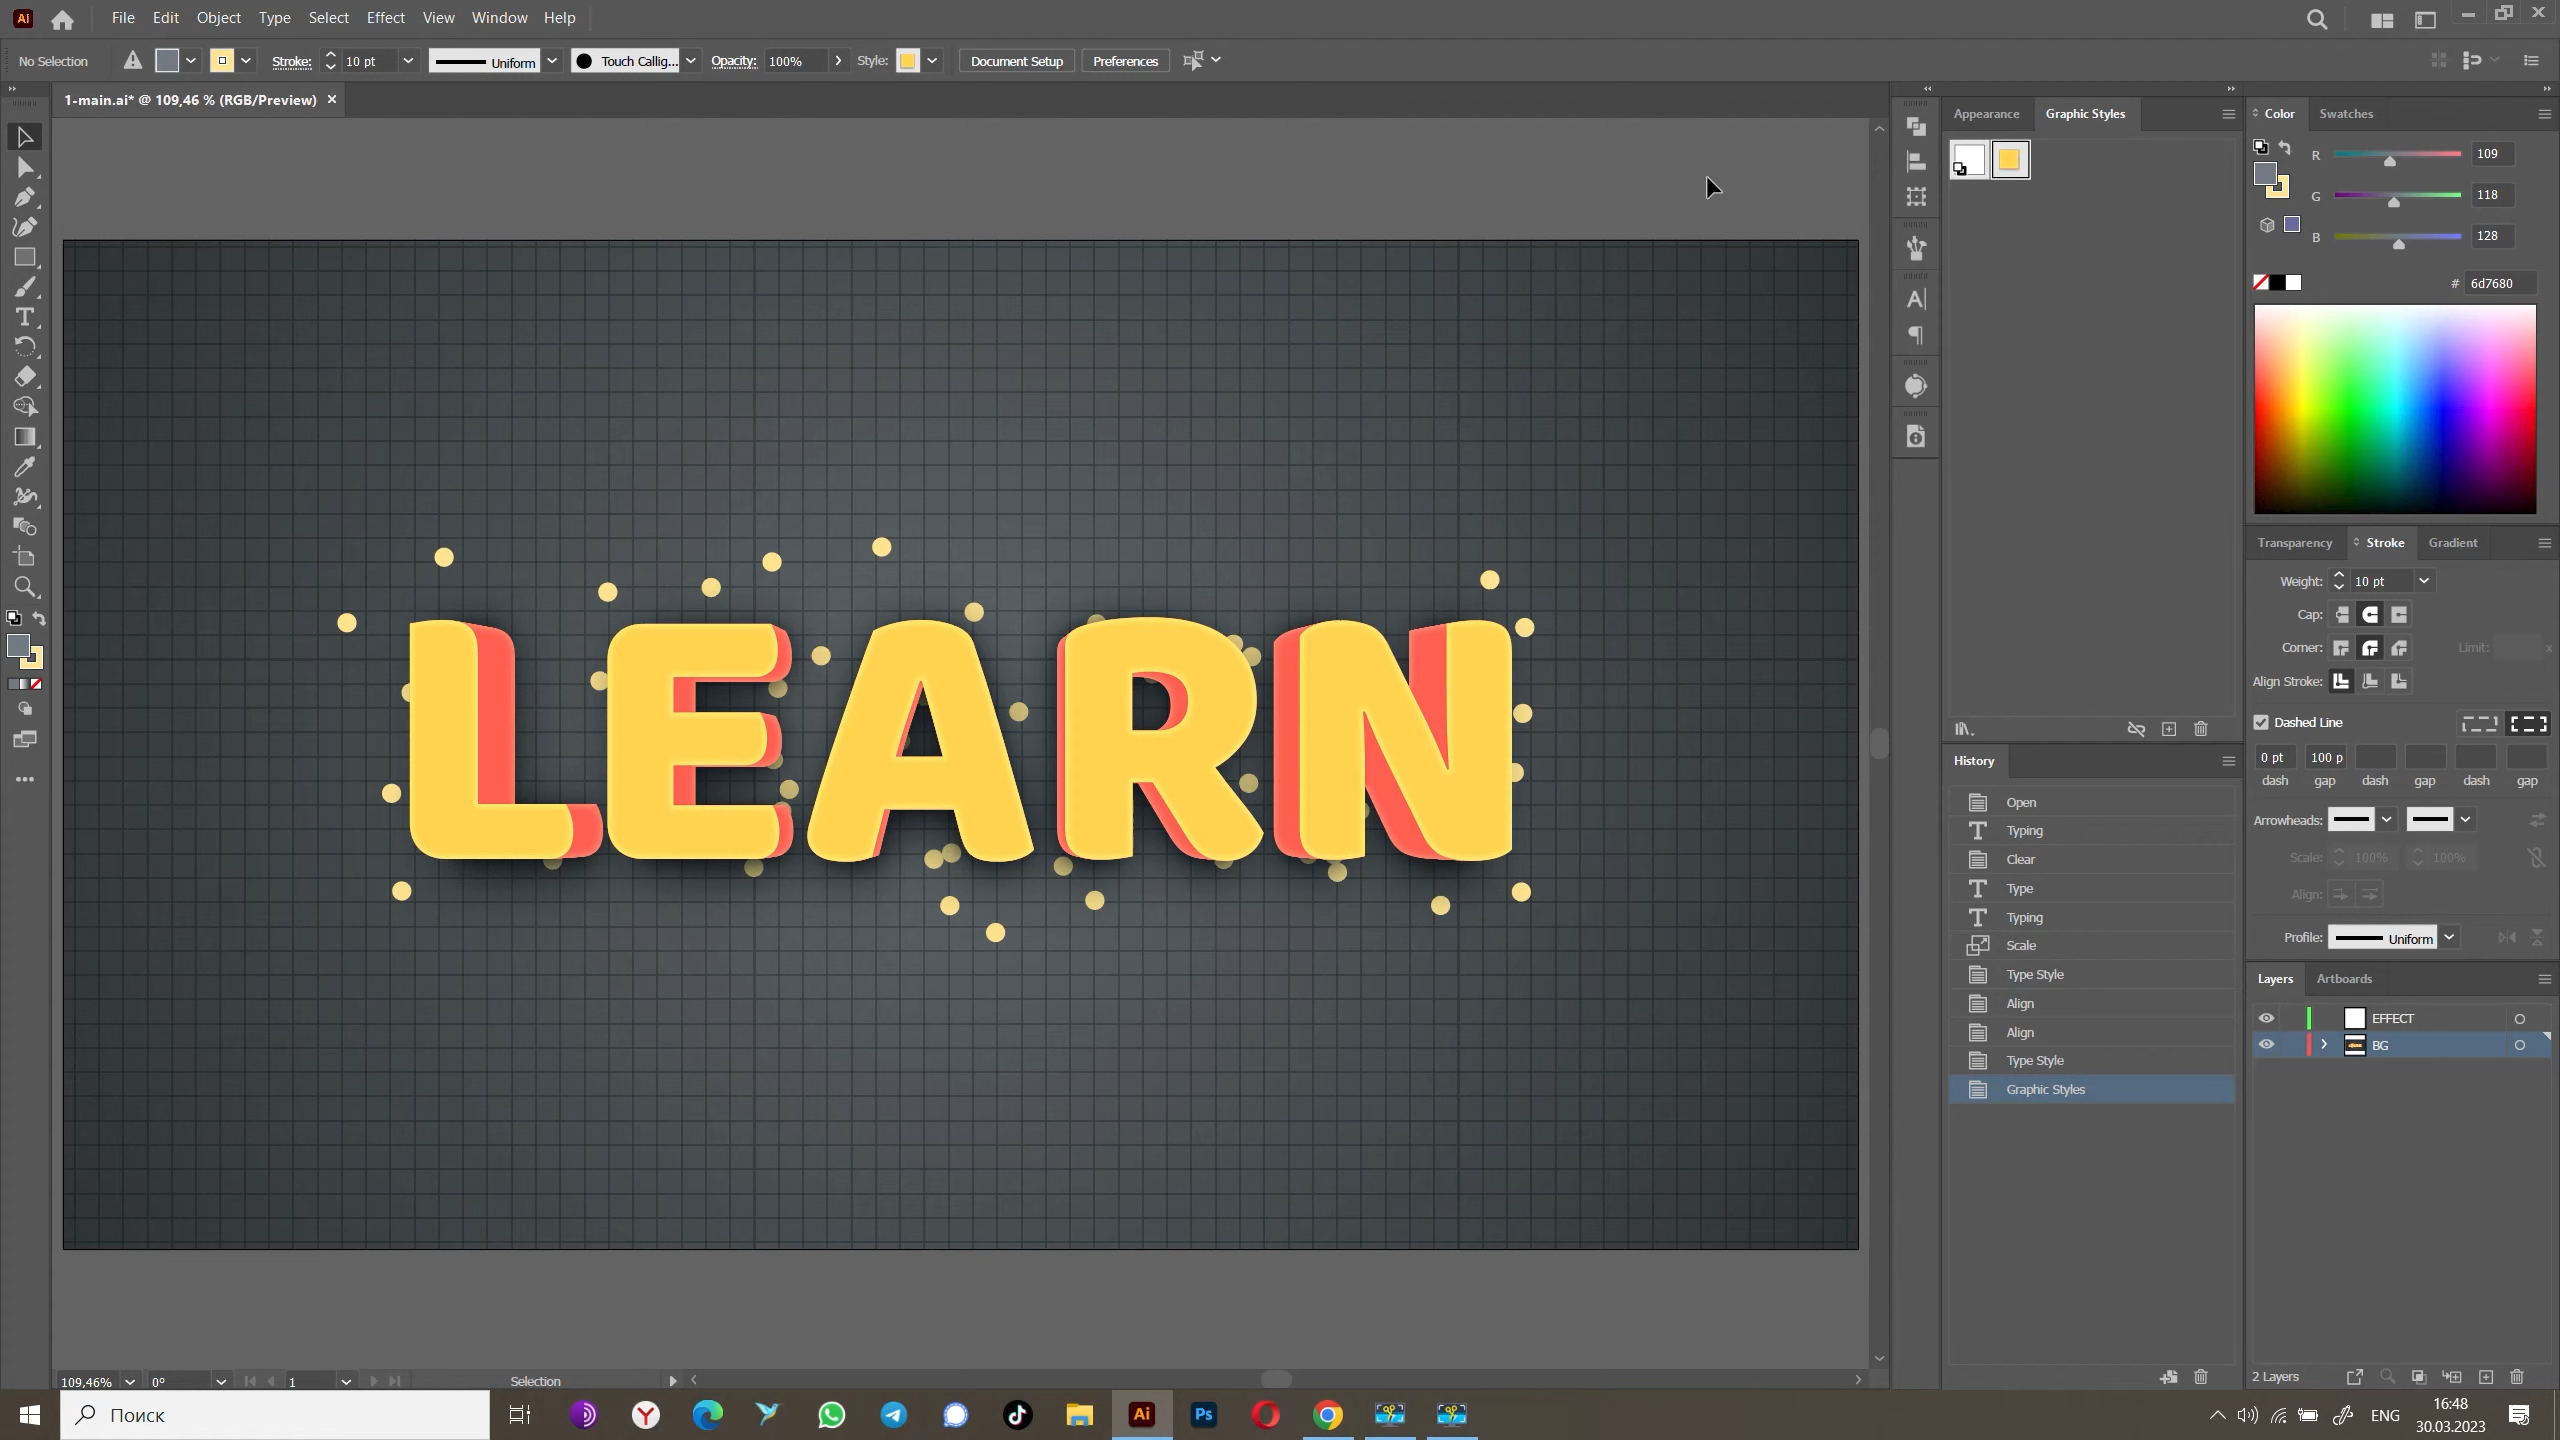 Ai File Edit Object Type Select Effect View Window Help
No Selection Stroke: 10 pt Uniform Touch Callig... Opacity: 100% Style: Document Setup Preferences
1-main.ai* @ 109,46 % (RGB/Preview) ×
Appearance Graphic Styles
Color Swatches
R 109
G 118
B 128
# 6d7680
LEARN
Transparency Stroke Gradient
Weight: 10 pt
Cap:
Corner: Limit: x
Align Stroke:
Dashed Line
0 pt 100 p
dash gap dash gap dash gap
Arrowheads:
Scale: 100% 100%
Align:
Profile: Uniform
History
Open
Typing
Clear
Type
Typing
Scale
Type Style
Align
Align
Type Style
Graphic Styles
Layers Artboards
EFFECT
BG
2 Layers
109,46% 0° 1 Selection
Поиск
Ai Ps
ENG
16:48
30.03.2023